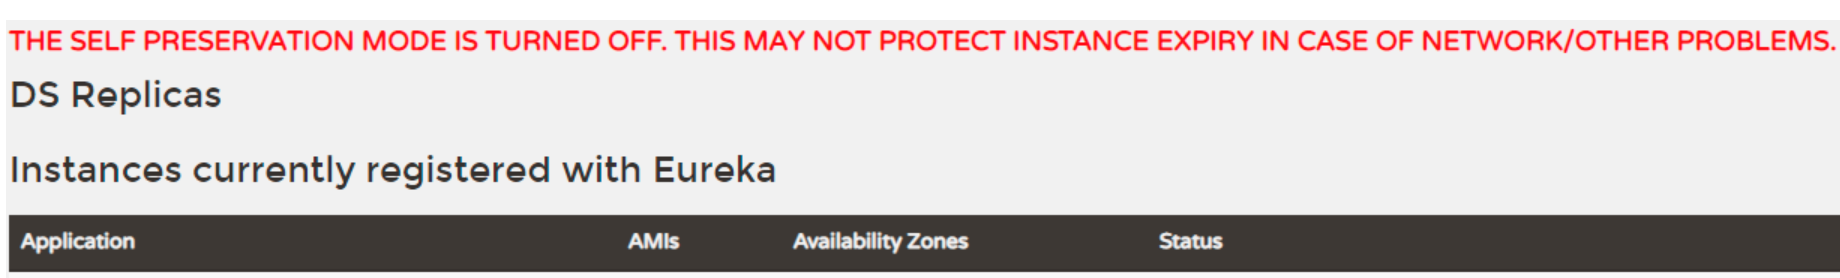 THE SELF PRESERVATION MODE IS TURNED OFF. THIS MAY NOT PROTECT INSTANCE EXPIRY IN CASE OF NETWORK/OTHER PROBLEMS.
DS Replicas
Instances currently registered with Eureka
Application AMIs Availability Zones Status